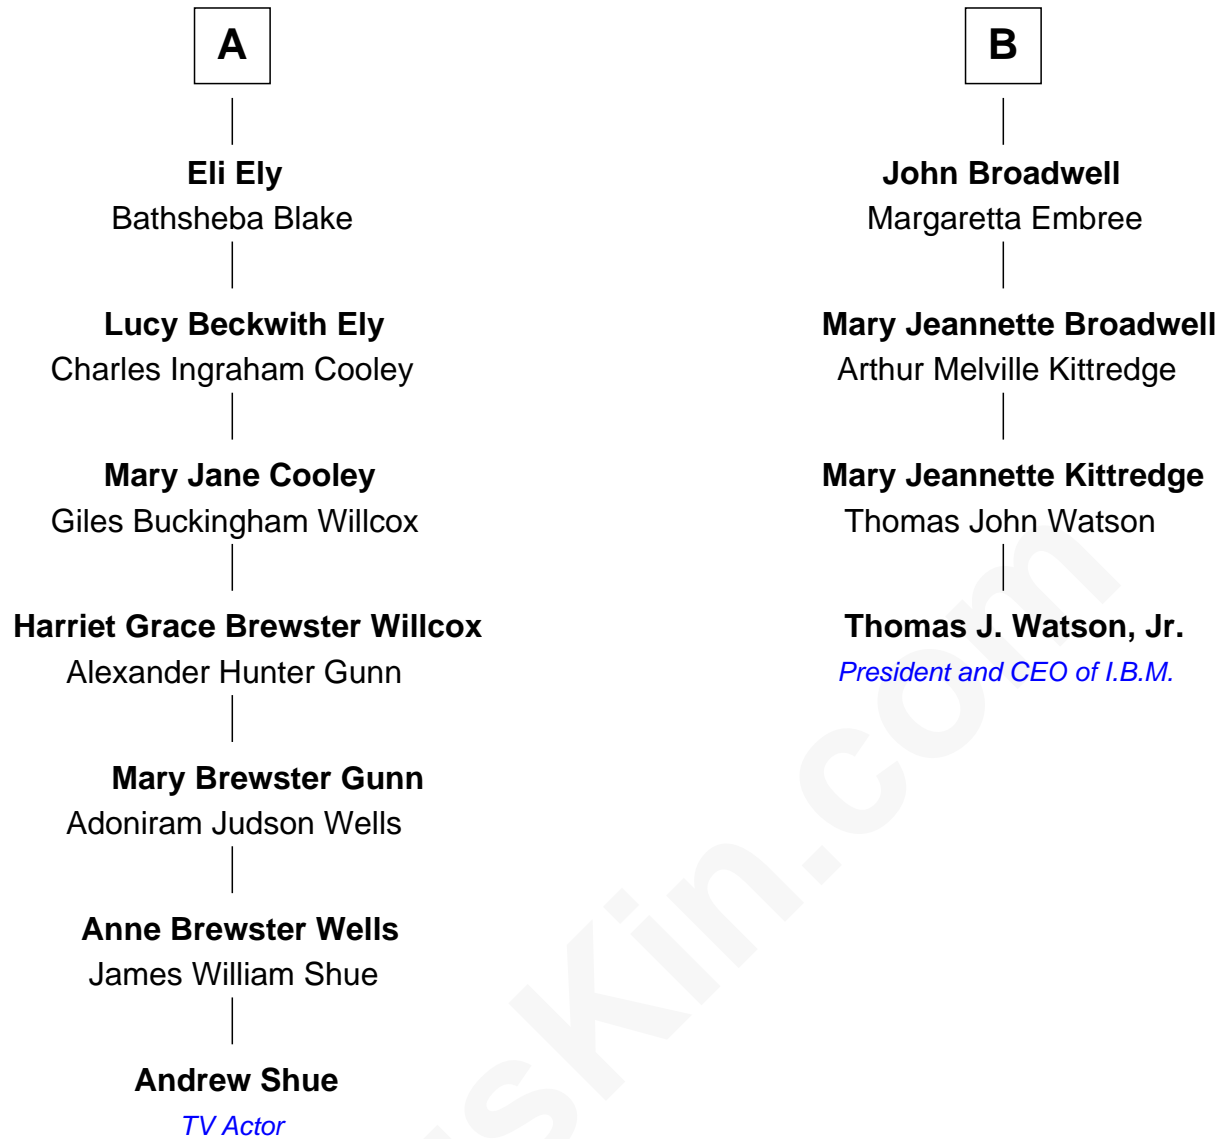 A
Eli Ely
Bathsheba Blake
Lucy Beckwith Ely
Charles Ingraham Cooley
Mary Jane Cooley
Giles Buckingham Willcox
Harriet Grace Brewster Willcox
Alexander Hunter Gunn
Mary Brewster Gunn
Adoniram Judson Wells
Anne Brewster Wells
James William Shue
Andrew Shue
TV Actor
B
John Broadwell
Margaretta Embree
Mary Jeannette Broadwell
Arthur Melville Kittredge
Mary Jeannette Kittredge
Thomas John Watson
Thomas J. Watson, Jr.
President and CEO of I.B.M.